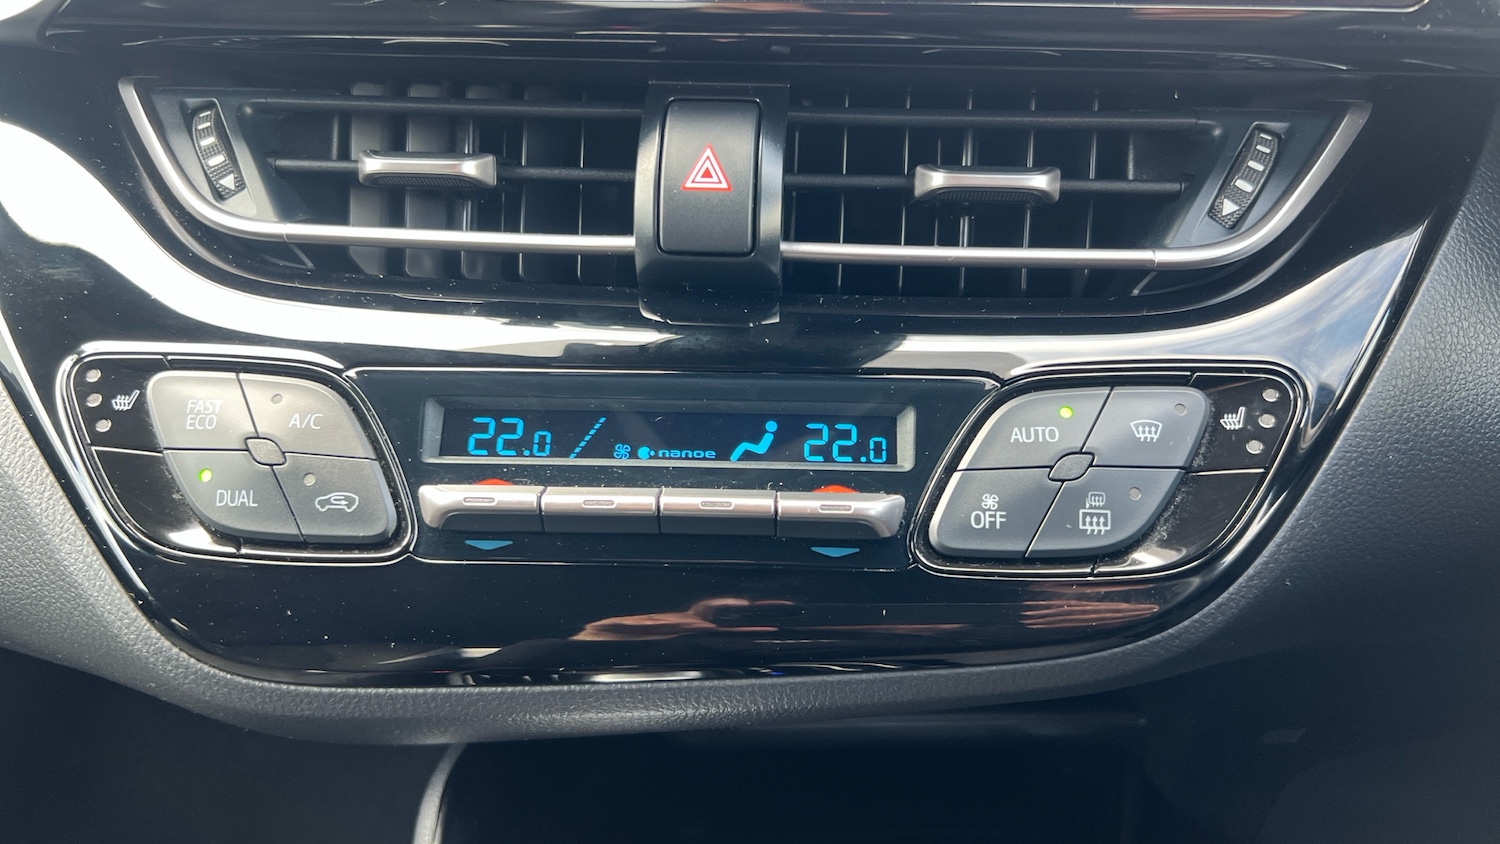 FAST
ECO
A/C
DUAL
22.0
nanoe
22.0
AUTO
OFF